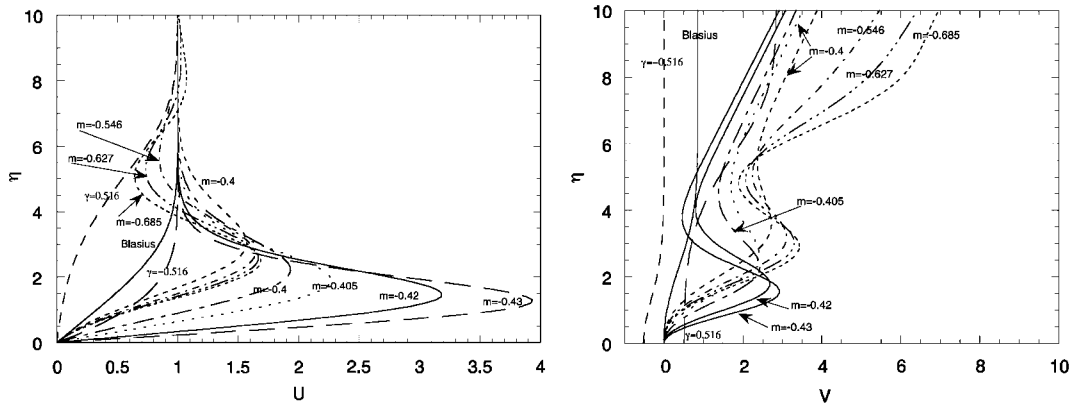 10
8
6
4
2
0
η
m=-0.546
m=-0.627
γ=0.516
m=-0.685
Blasius
γ=-0.516
m=-0.4
m=-0.4
m=-0.405
m=-0.42
m=-0.43
0 0.5 1 1.5 2 2.5 3 3.5 4
U
10
8
6
4
2
0
η
Blasius
γ=-0.516
m=-0.546
m=-0.4
m=-0.685
m=-0.627
m=-0.405
m=-0.42
m=-0.43
γ=0.516
0 2 4 6 8 10
V